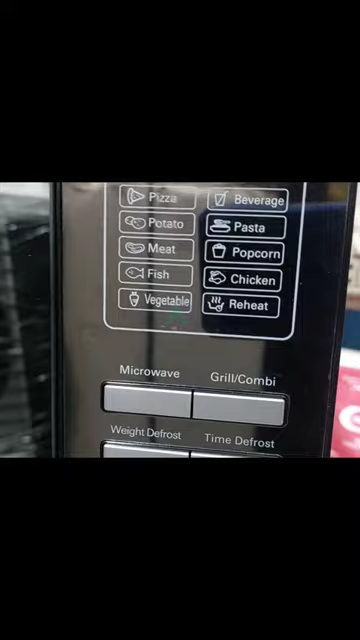 Pizza Beverage
Potato Pasta
Meat Popcorn
Fish Chicken
Vegetable Reheat
Microwave Grill/Combi
Weight Defrost Time Defrost